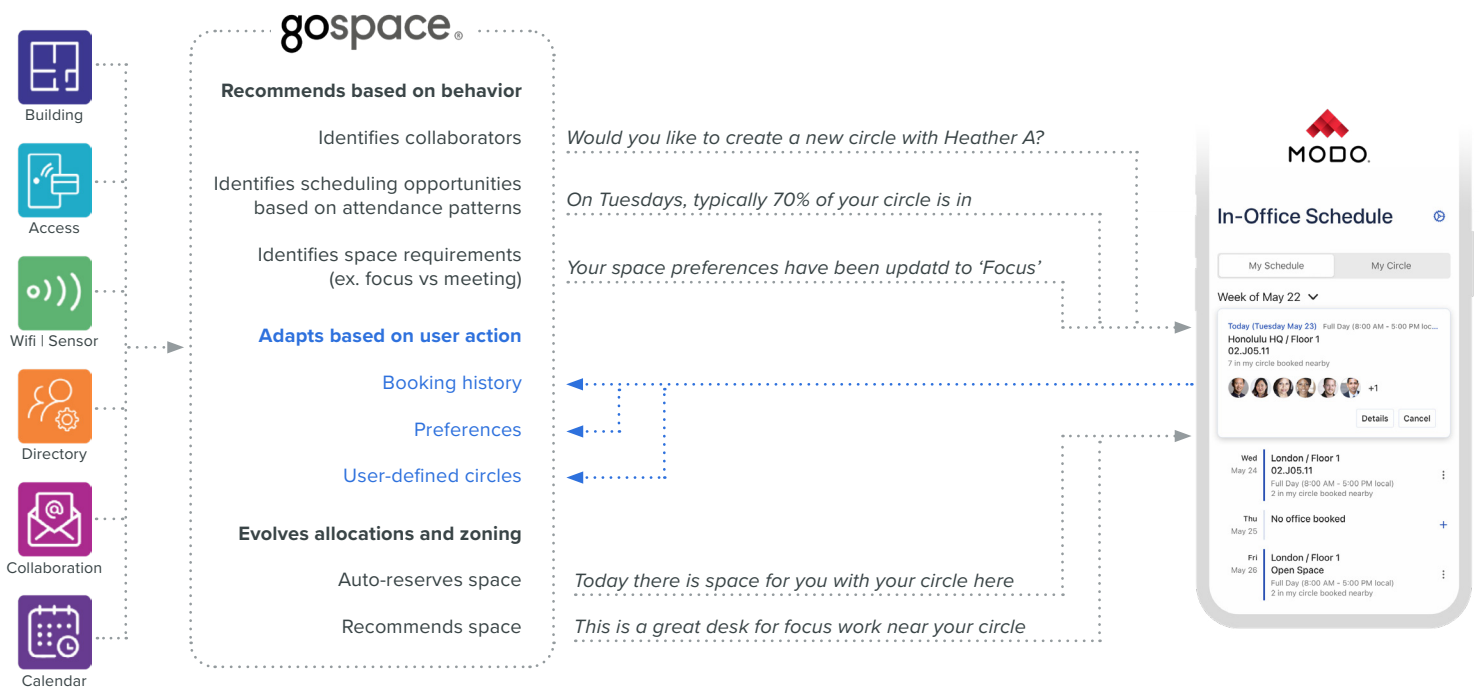 Building
Access
Wifi | Sensor
Directory
Collaboration
Calendar
gospace®
Recommends based on behavior
Identifies collaborators
Identifies scheduling opportunities
based on attendance patterns
Identifies space requirements
(ex. focus vs meeting)
Adapts based on user action
Booking history
Preferences
User-defined circles
Evolves allocations and zoning
Auto-reserves space
Recommends space
Would you like to create a new circle with Heather A?
On Tuesdays, typically 70% of your circle is in
Your space preferences have been updatd to ‘Focus’
Today there is space for you with your circle here
This is a great desk for focus work near your circle
MODO
In-Office Schedule
My Schedule My Circle
Week of May 22
Today (Tuesday May 23) Full Day (8:00 AM – 5:00 PM loc...
Honolulu HQ / Floor 1
02.J05.11
7 in my circle booked nearby
+1
Details Cancel
Wed London / Floor 1
May 24 02.J05.11
Full Day (8:00 AM – 5:00 PM local)
2 in my circle booked nearby
Thu No office booked
May 25
Fri London / Floor 1
May 26 Open Space
Full Day (8:00 AM – 5:00 PM local)
2 in my circle booked nearby